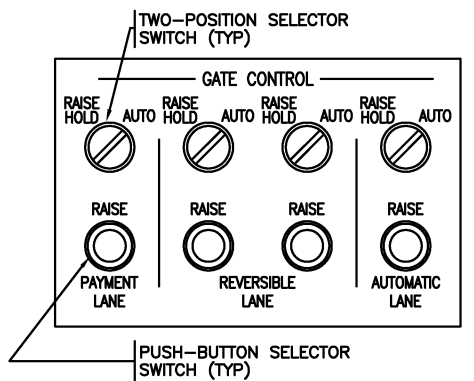 TWO-POSITION SELECTOR
SWITCH (TYP)
GATE CONTROL
RAISE HOLD AUTO RAISE HOLD AUTO RAISE HOLD AUTO RAISE HOLD AUTO
RAISE RAISE RAISE RAISE
PAYMENT LANE REVERSIBLE LANE AUTOMATIC LANE
PUSH-BUTTON SELECTOR
SWITCH (TYP)